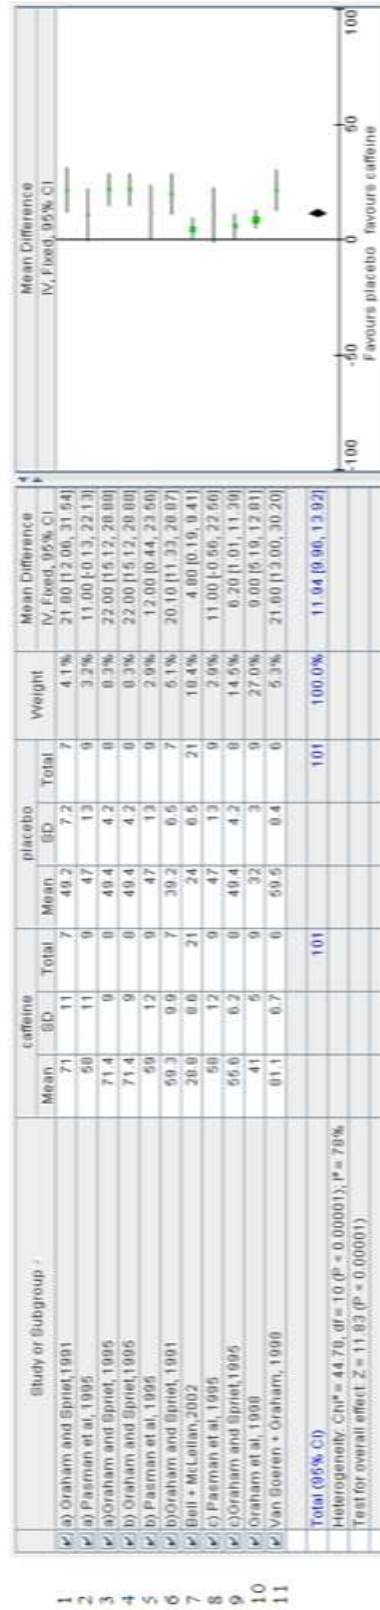 caffeine placebo Mean Difference Mean Difference
Study or Subgroup Mean SD Total Mean SD Total Weight IV, Fixed, 95% CI IV, Fixed, 95% CI
1 a) Graham and Spriet,1991 71 11 7 49.2 7.2 7 4.1% 21.80 [12.06, 31.54]
2 a) Pasman et al, 1995 58 11 9 47 13 9 3.2% 11.00 [-0.13, 22.13]
3 a)Graham and Spriet,1995 71.4 9 8 49.4 4.2 8 8.3% 22.00 [15.12, 28.88]
4 b) Graham and Spriet,1995 71.4 9 8 49.4 4.2 8 8.3% 22.00 [15.12, 28.88]
5 b) Pasman et al, 1995 59 12 9 47 13 9 2.9% 12.00 [0.44, 23.56]
6 b)Graham and Spriet,1991 59.3 9.9 7 39.2 6.5 7 5.1% 20.10 [11.33, 28.87]
7 Bell + McLellan,2002 28.8 8.6 21 24 6.5 21 18.4% 4.80 [0.19, 9.41]
8 c) Pasman et al, 1995 58 12 9 47 13 9 2.9% 11.00 [-0.56, 22.56]
9 c)Graham and Spriet,1995 55.6 6.2 8 49.4 4.2 8 14.5% 6.20 [1.01, 11.39]
10 Graham et al, 1998 41 5 9 32 3 9 27.0% 9.00 [5.19, 12.81]
11 Van Soeren + Graham, 1998 81.1 6.7 6 59.5 8.4 6 5.3% 21.60 [13.00, 30.20]
Total (95% CI) 101 101 100.0% 11.94 [9.96, 13.92]
Heterogeneity: Chi² = 44.78, df = 10 (P < 0.00001); I² = 78%
Test for overall effect: Z = 11.83 (P < 0.00001)
-100 -50 0 50 100
Favours placebo favours caffeine